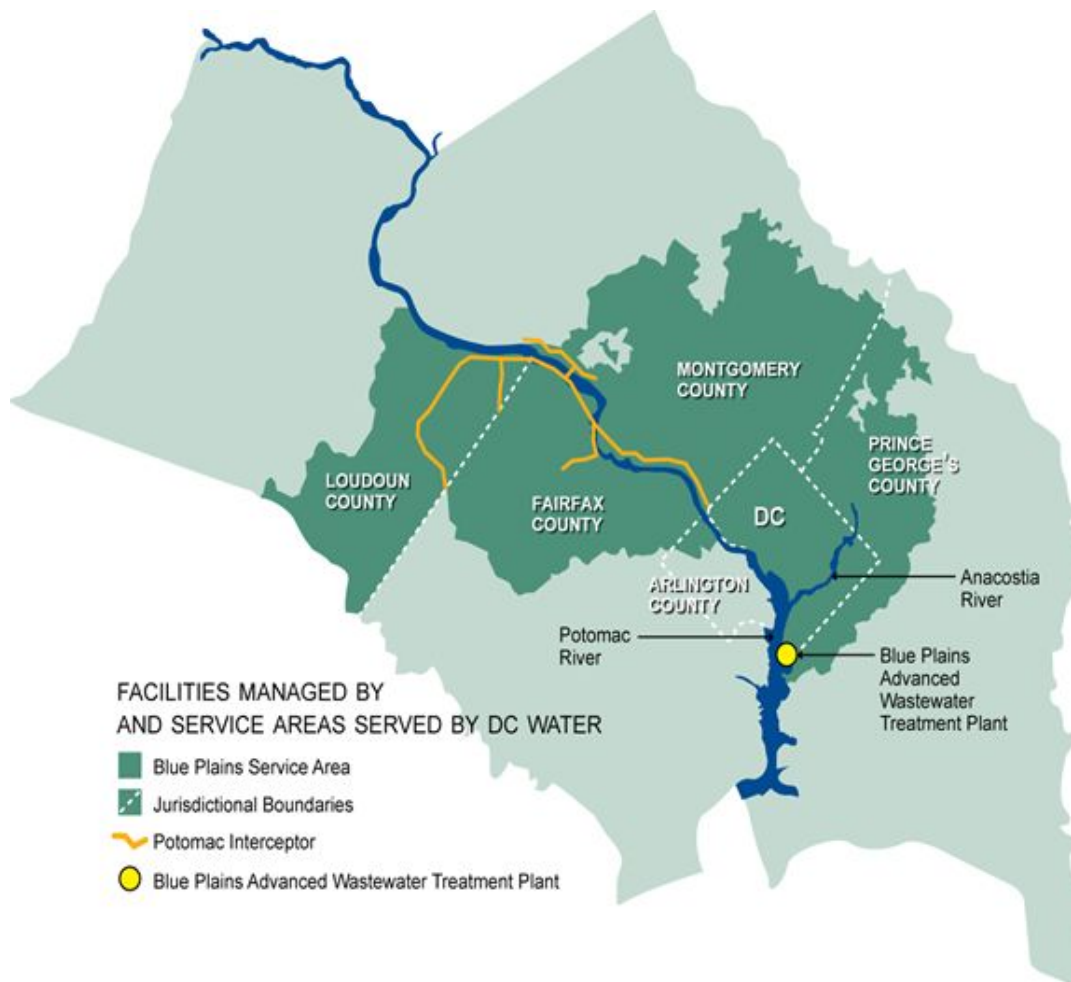 MONTGOMERY
COUNTY
PRINCE
GEORGE'S
COUNTY
LOUDOUN
COUNTY
FAIRFAX
COUNTY
DC
ARLINGTON
COUNTY
Anacostia
River
Potomac
River
Blue Plains
Advanced
Wastewater
Treatment Plant
FACILITIES MANAGED BY
AND SERVICE AREAS SERVED BY DC WATER
Blue Plains Service Area
Jurisdictional Boundaries
Potomac Interceptor
Blue Plains Advanced Wastewater Treatment Plant